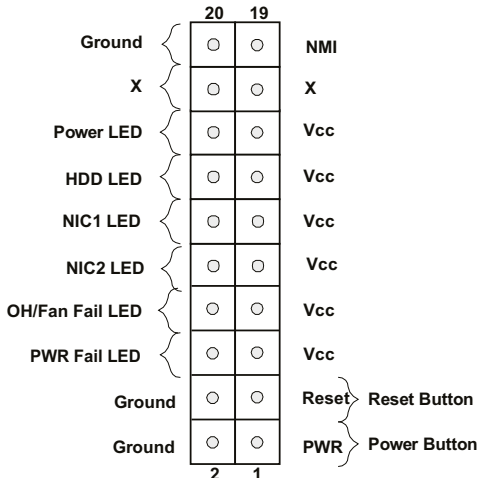 20 19
Ground NMI
X X
Power LED Vcc
HDD LED Vcc
NIC1 LED Vcc
NIC2 LED Vcc
OH/Fan Fail LED Vcc
PWR Fail LED Vcc
Ground Reset Reset Button
Ground PWR Power Button
2 1